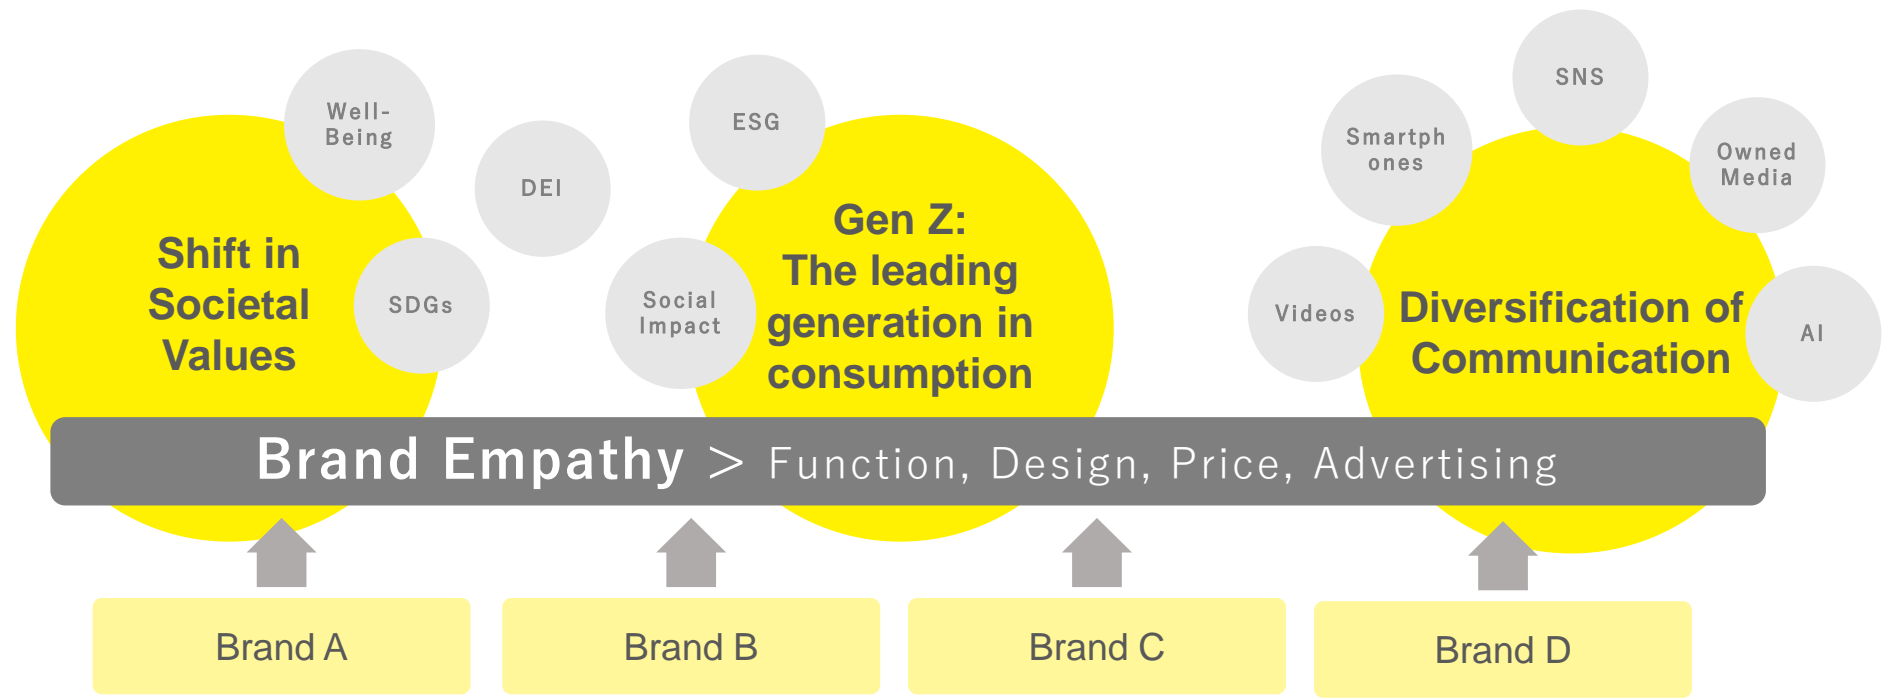 Well-
Being
DEI
SDGs
Shift in
Societal
Values
ESG
Social
Impact
Gen Z:
The leading
generation in
consumption
SNS
Smartph
ones
Owned
Media
Videos
AI
Diversification of
Communication
Brand Empathy > Function, Design, Price, Advertising
Brand A
Brand B
Brand C
Brand D